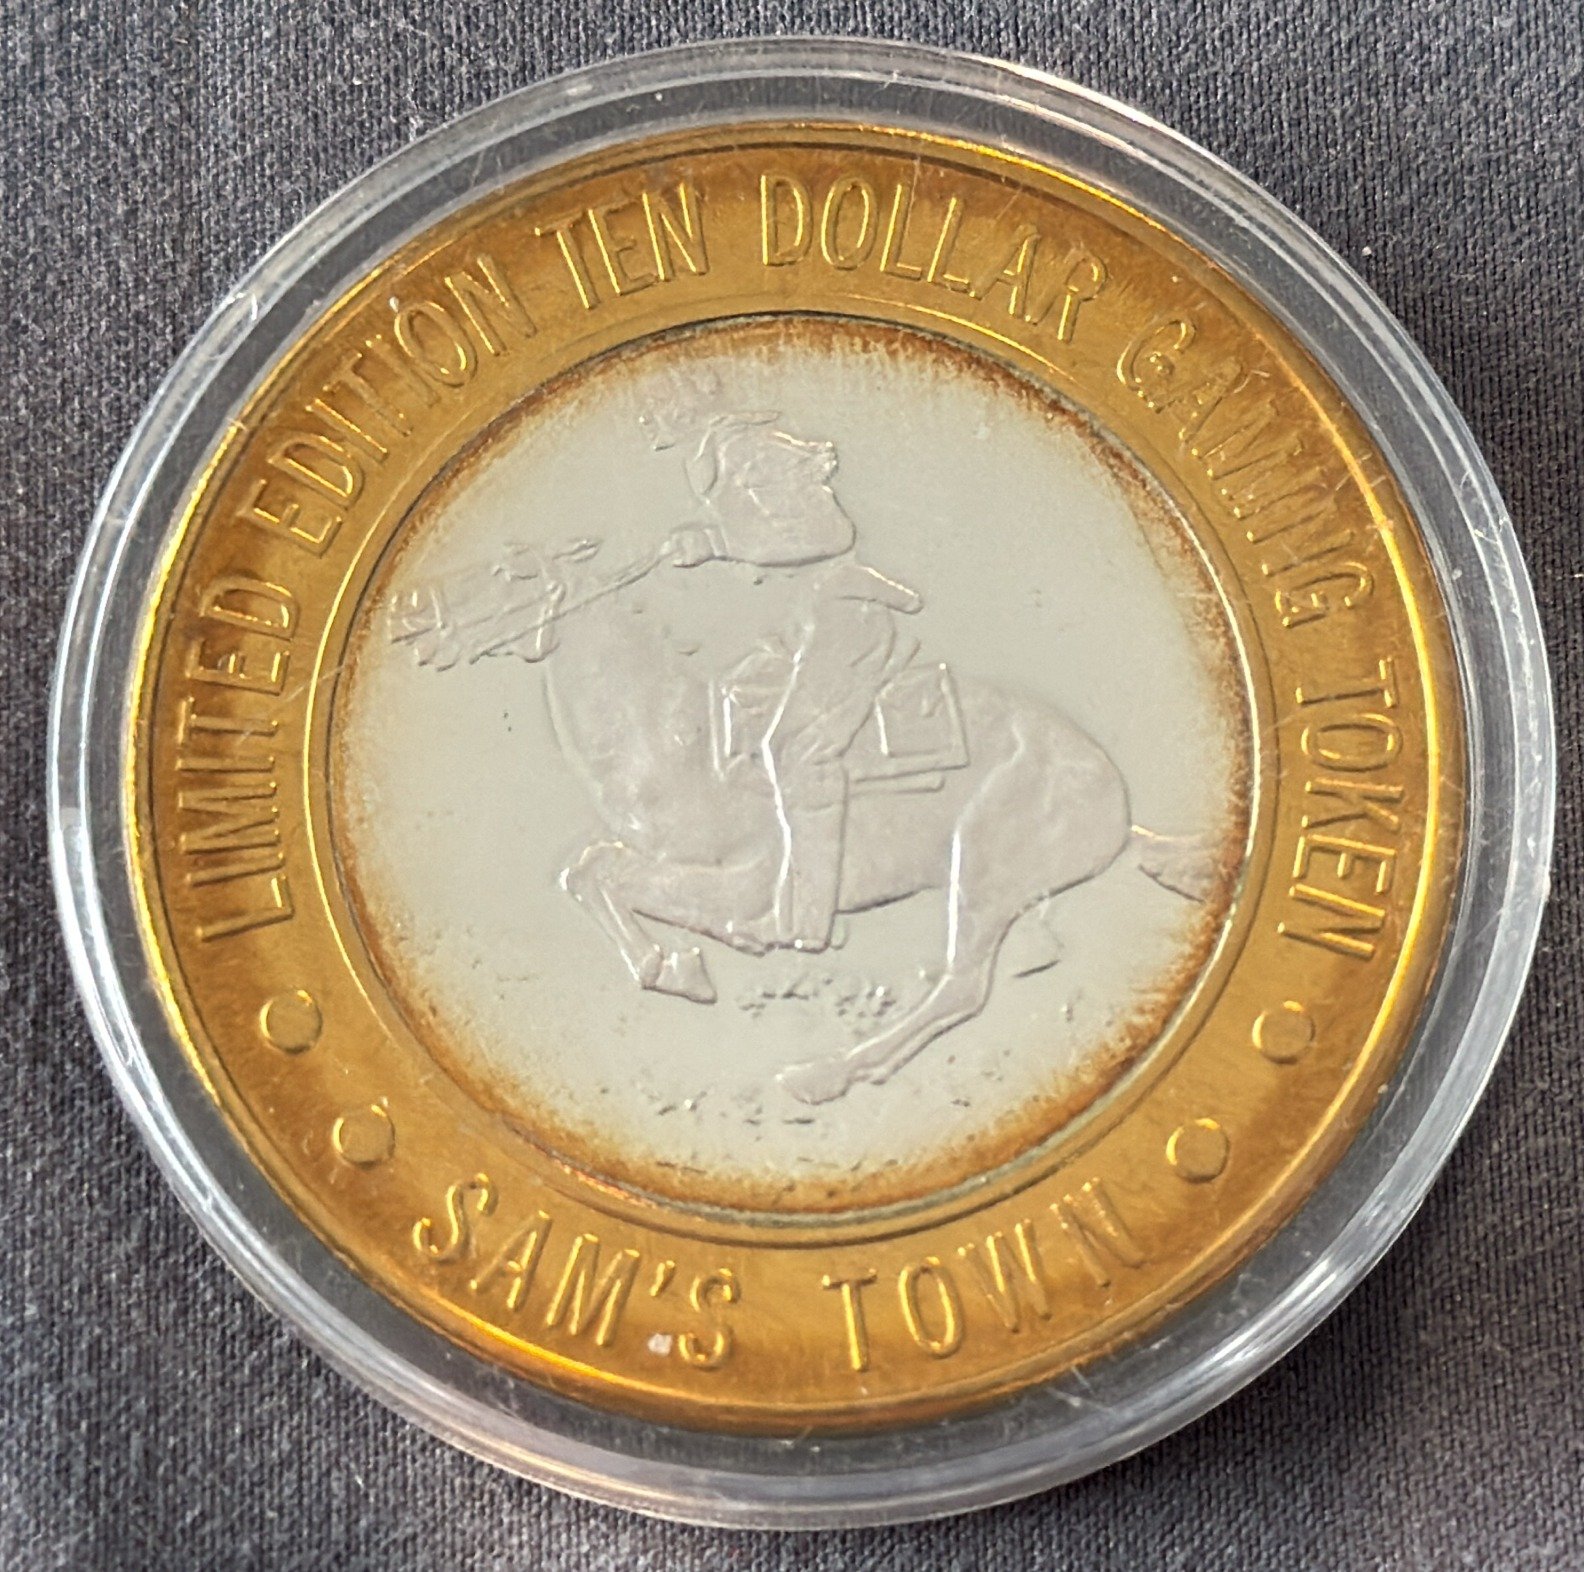 LIMITED EDITION TEN DOLLAR GAMING TOKEN
SAM'S TOWN